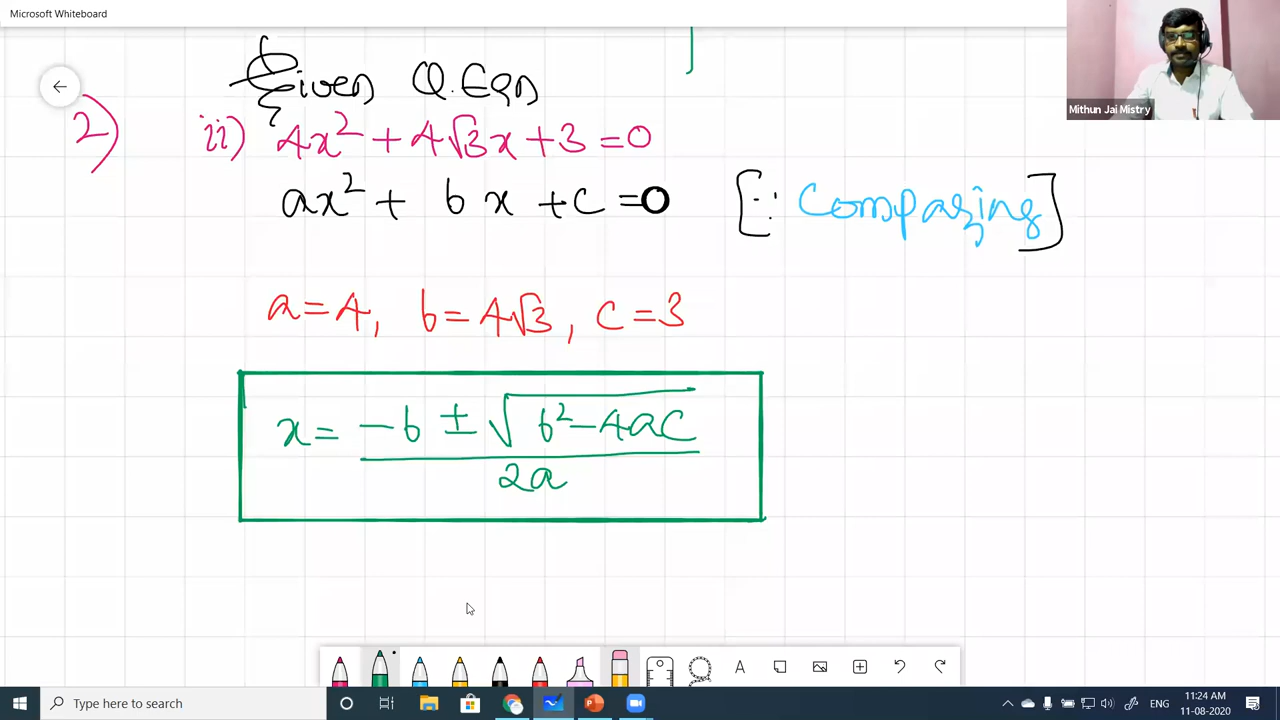 Microsoft Whiteboard
Given Q.Eqn
2) ii) 4x² + 4√3x + 3 = 0
ax² + bx + c = 0 [∵ Comparing]
a = 4, b = 4√3, c = 3
x = -b ± √b² - 4ac
2a
Mithun Jai Mistry
A
Type here to search
ENG
11:24 AM
11-08-2020